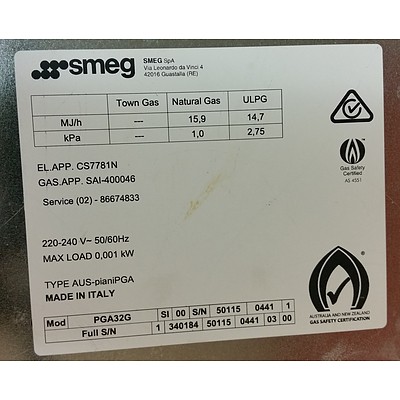 smeg
SMEG SpA
Via Leonardo da Vinci 4
42016 Guastalla (RE)
Town Gas Natural Gas ULPG
MJ/h --- 15,9 14,7
kPa --- 1,0 2,75
EL.APP. CS7781N
GAS.APP. SAI-400046
Service (02) - 86674833
Gas Safety
Certified
AS 4551
220-240 V~ 50/60Hz
MAX LOAD 0,001 kW
TYPE AUS-pianiPGA
MADE IN ITALY
AUSTRALIA AND NEW ZEALAND
GAS SAFETY CERTIFICATION
Mod PGA32G SI 00 S/N 50115 0441 1
Full S/N 1 340184 50115 0441 03 00